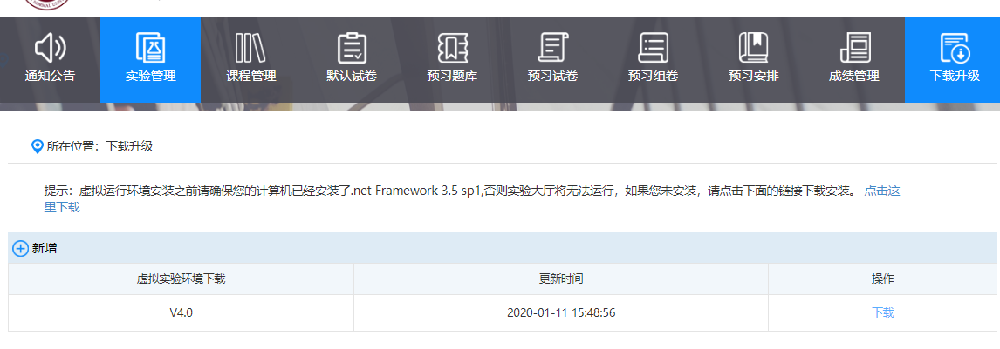 通知公告
实验管理
课程管理
默认试卷
预习题库
预习试卷
预习组卷
预习安排
成绩管理
下载升级
所在位置：下载升级
提示：虚拟运行环境安装之前请确保您的计算机已经安装了.net Framework 3.5 sp1,否则实验大厅将无法运行，如果您未安装，请点击下面的链接下载安装。 点击这
里下载
新增
虚拟实验环境下载 更新时间 操作
V4.0 2020-01-11 15:48:56 下载